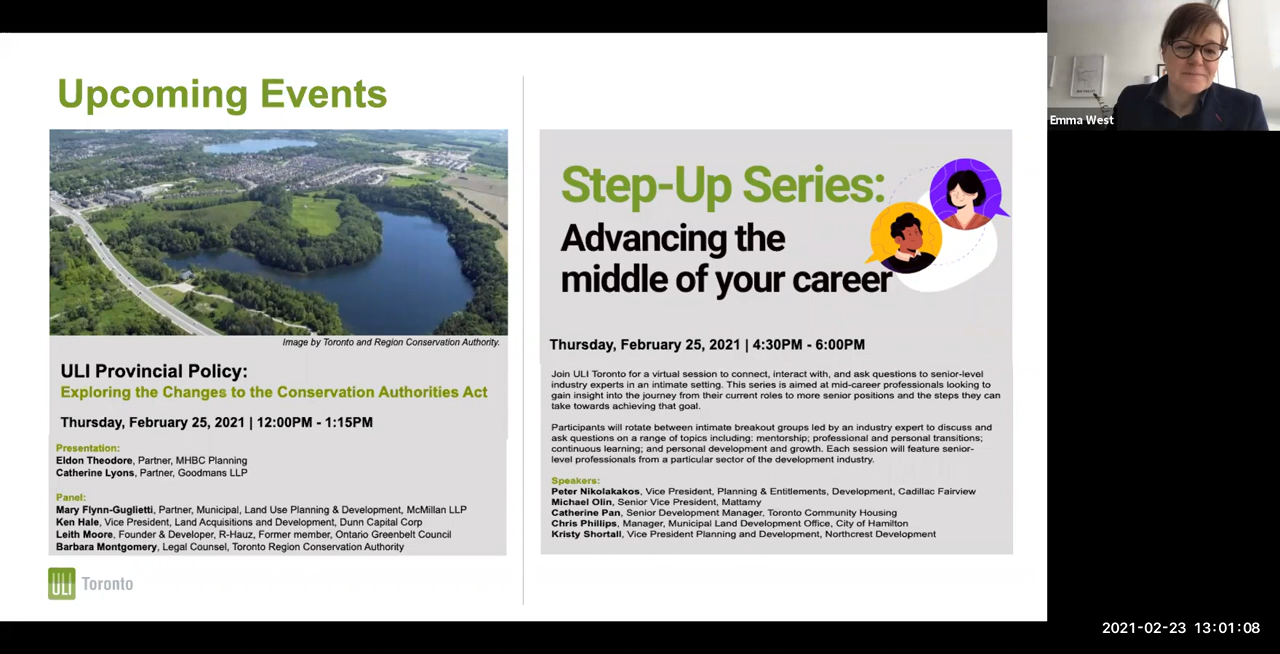 Upcoming Events
Image by Toronto and Region Conservation Authority.
ULI Provincial Policy:
Exploring the Changes to the Conservation Authorities Act
Thursday, February 25, 2021 | 12:00PM - 1:15PM
Presentation:
Eldon Theodore, Partner, MHBC Planning
Catherine Lyons, Partner, Goodmans LLP
Panel:
Mary Flynn-Guglietti, Partner, Municipal, Land Use Planning & Development, McMillan LLP
Ken Hale, Vice President, Land Acquisitions and Development, Dunn Capital Corp
Leith Moore, Founder & Developer, R-Hauz, Former member, Ontario Greenbelt Council
Barbara Montgomery, Legal Counsel, Toronto Region Conservation Authority
ULI Toronto
Step-Up Series:
Advancing the
middle of your career
Thursday, February 25, 2021 | 4:30PM - 6:00PM
Join ULI Toronto for a virtual session to connect, interact with, and ask questions to senior-level
industry experts in an intimate setting. This series is aimed at mid-career professionals looking to
gain insight into the journey from their current roles to more senior positions and the steps they can
take towards achieving that goal.
Participants will rotate between intimate breakout groups led by an industry expert to discuss and
ask questions on a range of topics including: mentorship; professional and personal transitions;
continuous learning; and personal development and growth. Each session will feature senior-
level professionals from a particular sector of the development industry.
Speakers:
Peter Nikolakakos, Vice President, Planning & Entitlements, Development, Cadillac Fairview
Michael Olin, Senior Vice President, Mattamy
Catherine Pan, Senior Development Manager, Toronto Community Housing
Chris Phillips, Manager, Municipal Land Development Office, City of Hamilton
Kristy Shortall, Vice President Planning and Development, Northcrest Development
Emma West
2021-02-23 13:01:08